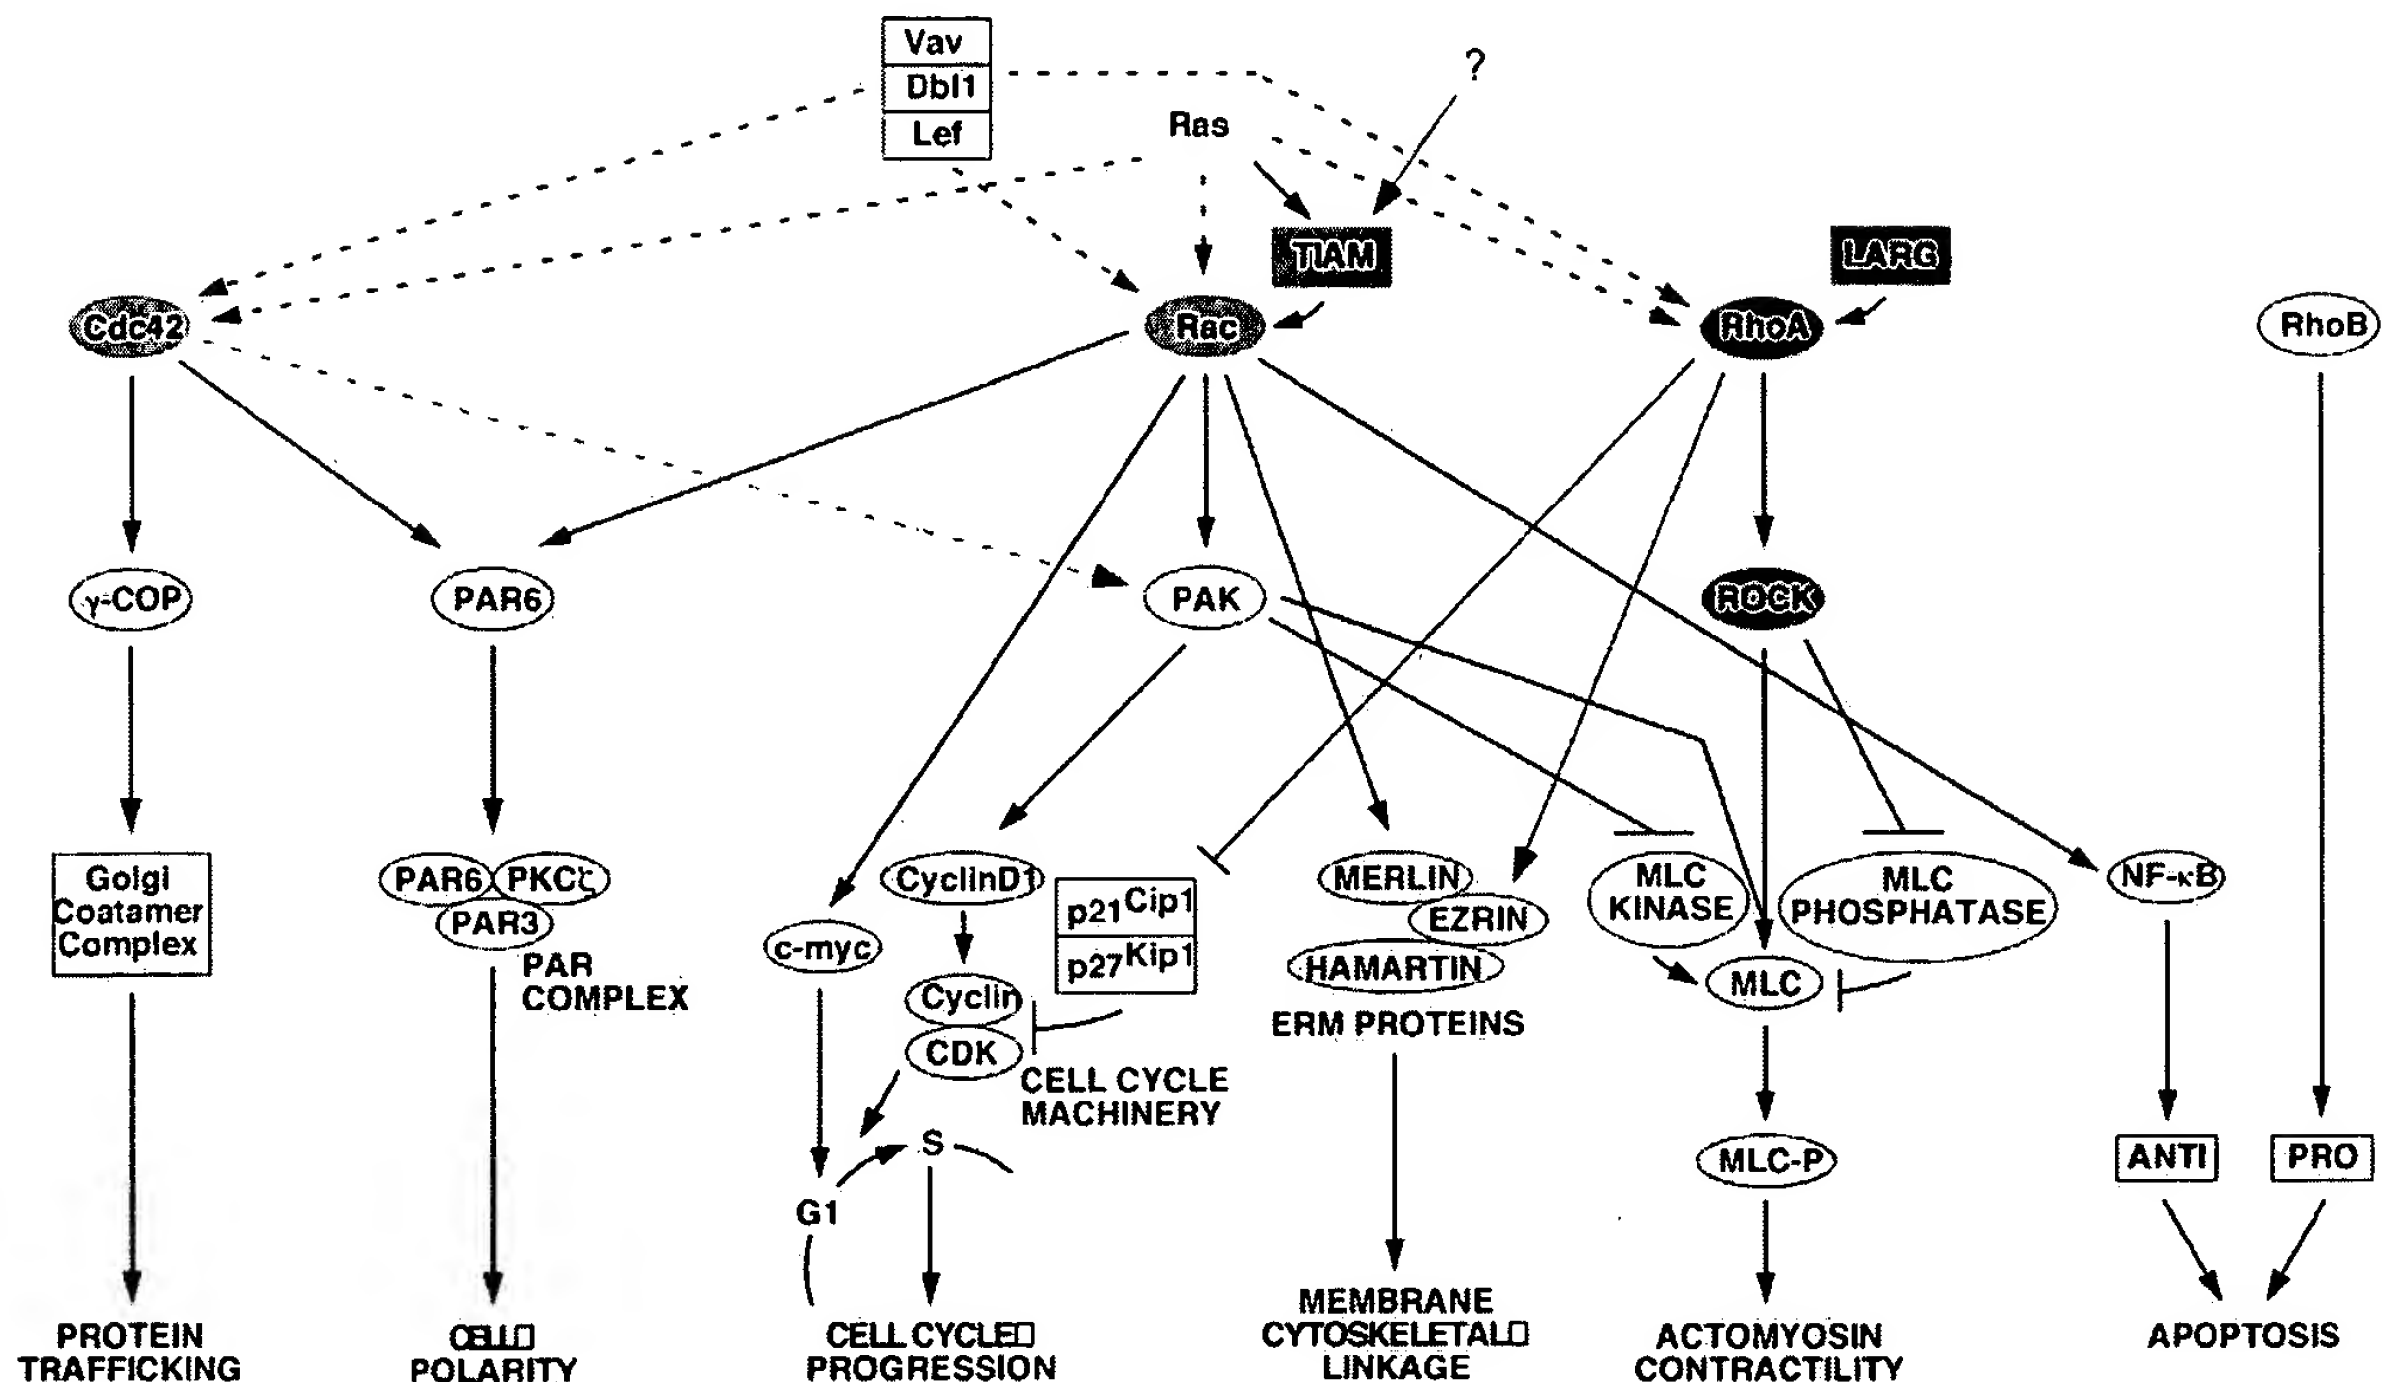 Vav
Dbl1
Lef
?
Ras
TIAM
LARG
Cdc42
Rac
RhoA
RhoB
γ-COP
PAR6
PAK
ROCK
Golgi
Coatamer
Complex
PAR6
PKCζ
PAR3
PAR
COMPLEX
c-myc
CyclinD1
Cyclin
CDK
p21Cip1
p27Kip1
CELL CYCLE
MACHINERY
S
G1
MERLIN
EZRIN
HAMARTIN
ERM PROTEINS
MLC
KINASE
MLC
PHOSPHATASE
MLC
MLC-P
NF-κB
ANTI
PRO
PROTEIN
TRAFFICKING
CELL□
POLARITY
CELL CYCLE□
PROGRESSION
MEMBRANE
CYTOSKELETAL□
LINKAGE
ACTOMYOSIN
CONTRACTILITY
APOPTOSIS